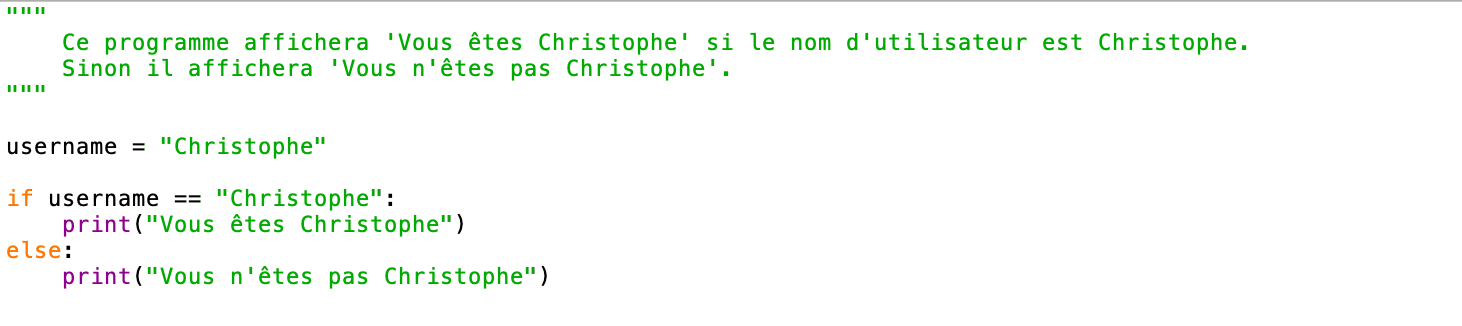 """
    Ce programme affichera 'Vous êtes Christophe' si le nom d'utilisateur est Christophe.
    Sinon il affichera 'Vous n'êtes pas Christophe'.
"""

username = "Christophe"

if username == "Christophe":
    print("Vous êtes Christophe")
else:
    print("Vous n'êtes pas Christophe")